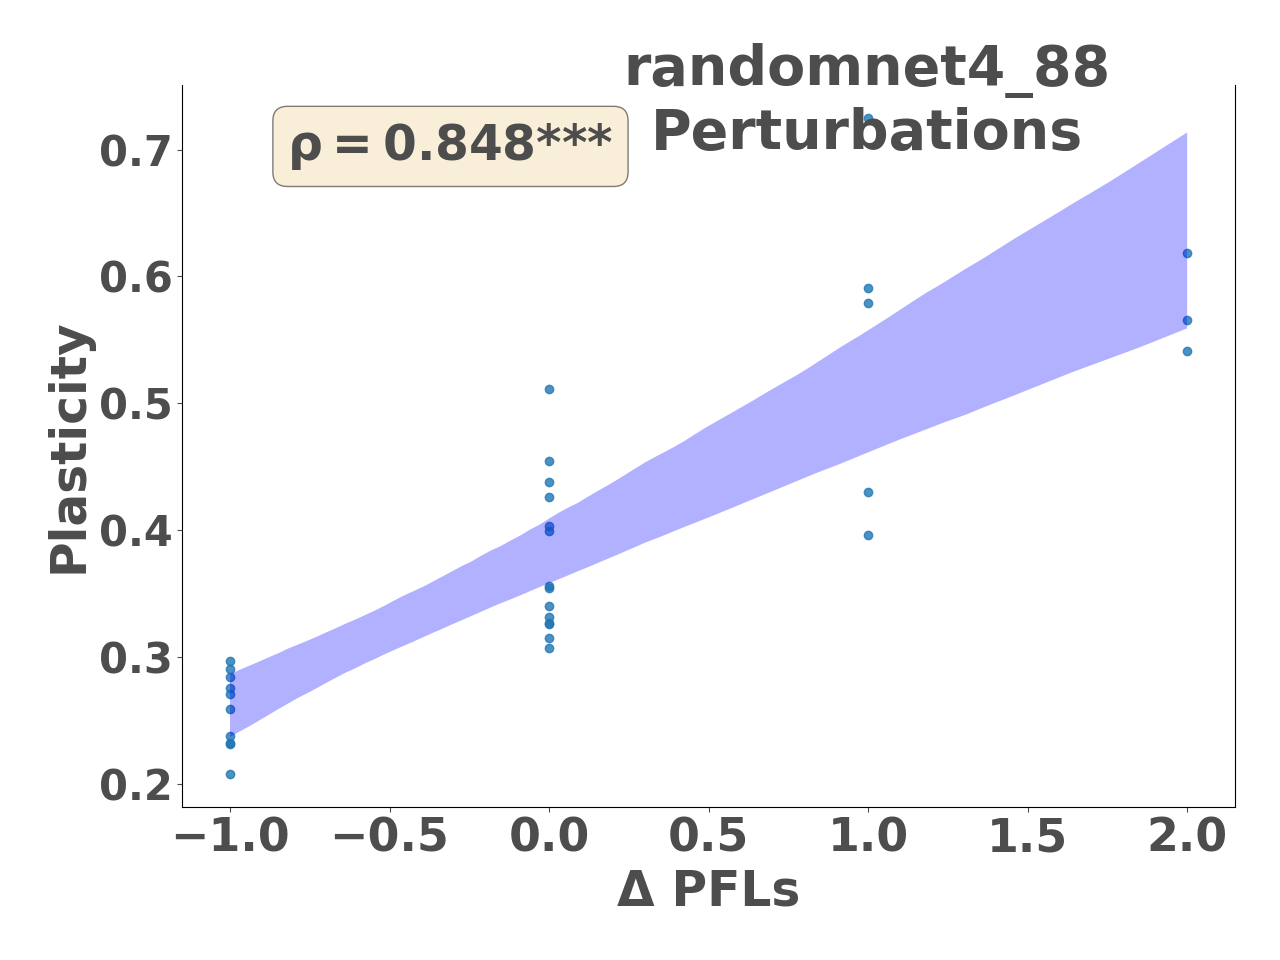 randomnet4_88
Perturbations
ρ = 0.848***
Plasticity
0.7
0.6
0.5
0.4
0.3
0.2
−1.0 −0.5 0.0 0.5 1.0 1.5 2.0
Δ PFLs